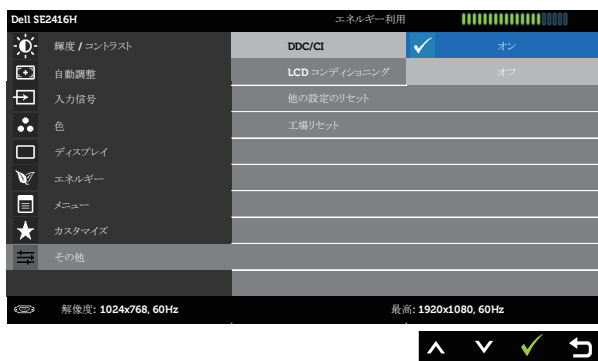 Dell SE2416H エネルギー利用
輝度 / コントラスト DDC/CI オン
自動調整 LCD コンディショニング オフ
入力信号 他の設定のリセット
色 工場リセット
ディスプレイ
エネルギー
メニュー
カスタマイズ
その他
解像度: 1024x768, 60Hz 最高: 1920x1080, 60Hz